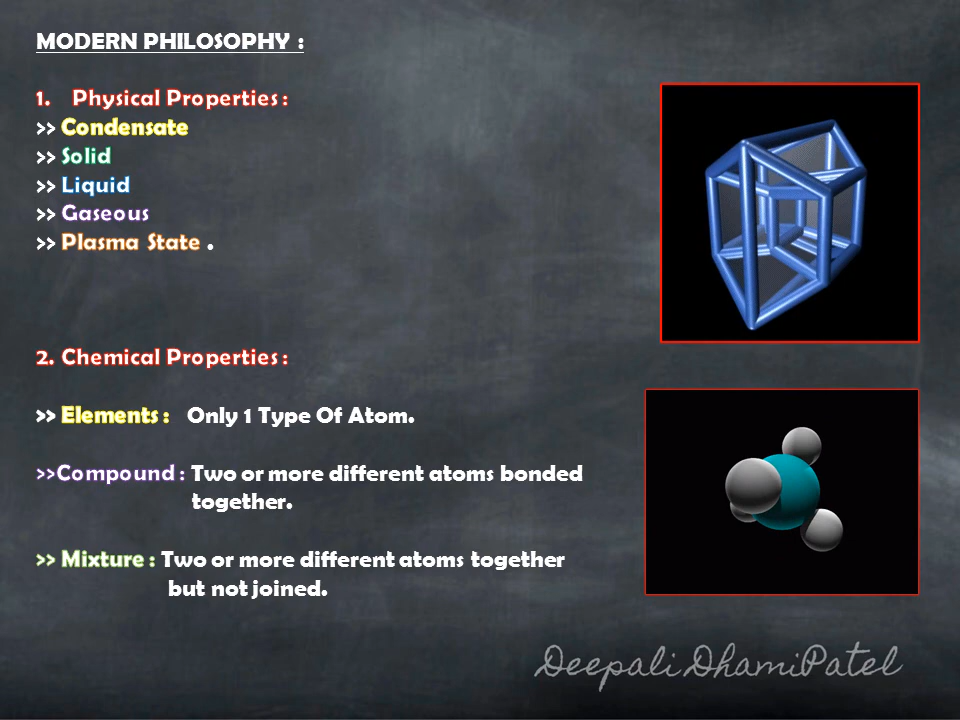 MODERN PHILOSOPHY :
1. Physical Properties :
>> Condensate
>> Solid
>> Liquid
>> Gaseous
>> Plasma State .
2. Chemical Properties :
>> Elements : Only 1 Type Of Atom.
>>Compound : Two or more different atoms bonded
together.
>> Mixture : Two or more different atoms together
but not joined.
Deepali DhamiPatel